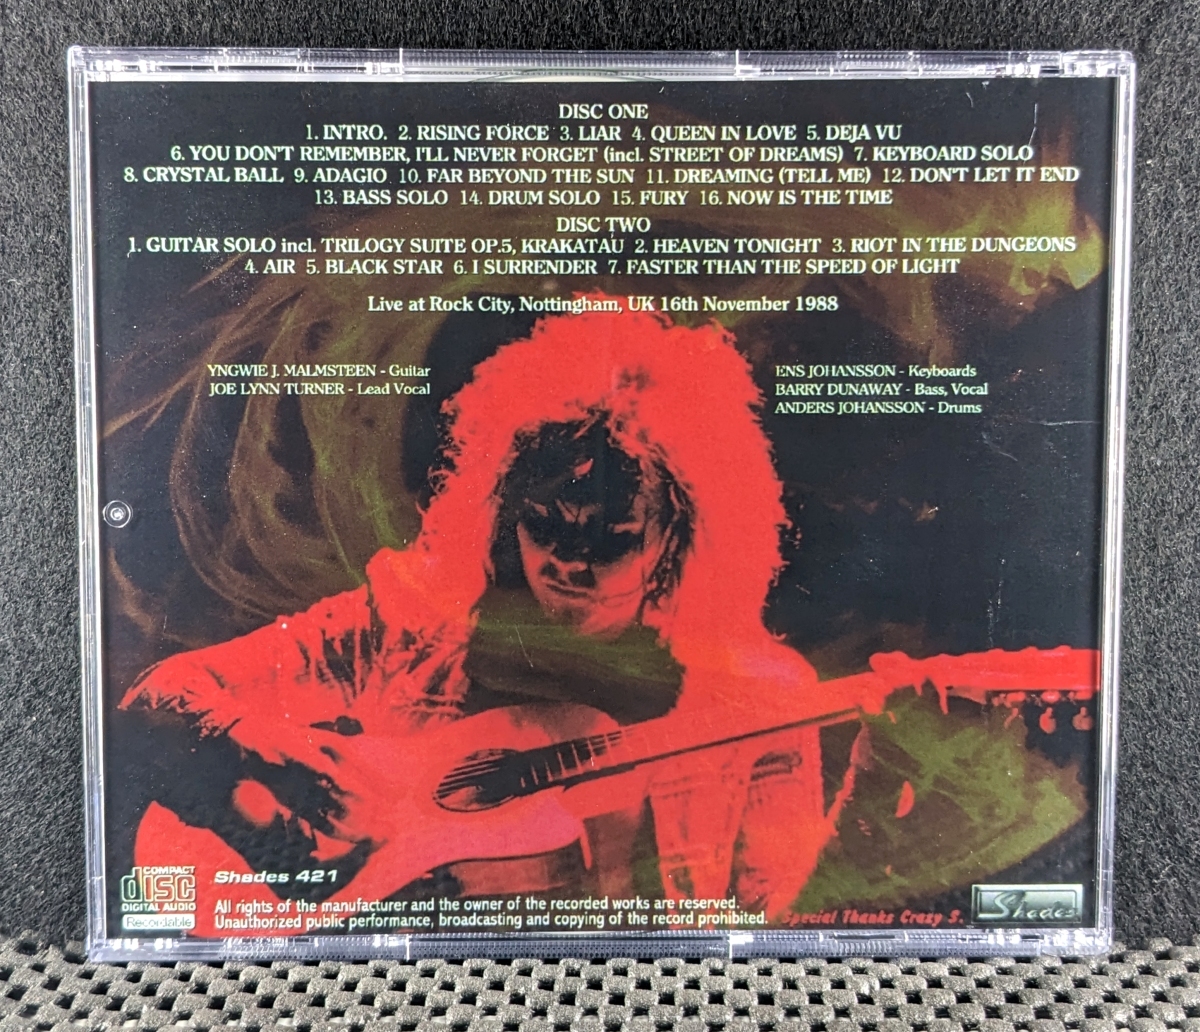 DISC ONE
1. INTRO. 2. RISING FORCE 3. LIAR 4. QUEEN IN LOVE 5. DEJA VU
6. YOU DON'T REMEMBER, I'LL NEVER FORGET (incl. STREET OF DREAMS) 7. KEYBOARD SOLO
8. CRYSTAL BALL 9. ADAGIO 10. FAR BEYOND THE SUN 11. DREAMING (TELL ME) 12. DON'T LET IT END
13. BASS SOLO 14. DRUM SOLO 15. FURY 16. NOW IS THE TIME
DISC TWO
1. GUITAR SOLO incl. TRILOGY SUITE OP.5, KRAKATAU 2. HEAVEN TONIGHT 3. RIOT IN THE DUNGEONS
4. AIR 5. BLACK STAR 6. I SURRENDER 7. FASTER THAN THE SPEED OF LIGHT
Live at Rock City, Nottingham, UK 16th November 1988
YNGWIE J. MALMSTEEN - Guitar
JOE LYNN TURNER - Lead Vocal
ENS JOHANSSON - Keyboards
BARRY DUNAWAY - Bass, Vocal
ANDERS JOHANSSON - Drums
COMPACT
disc
DIGITAL AUDIO
Recordable
Shades 421
All rights of the manufacturer and the owner of the recorded works are reserved.
Unauthorized public performance, broadcasting and copying of the record prohibited.
Special Thanks Crazy S.
Shades